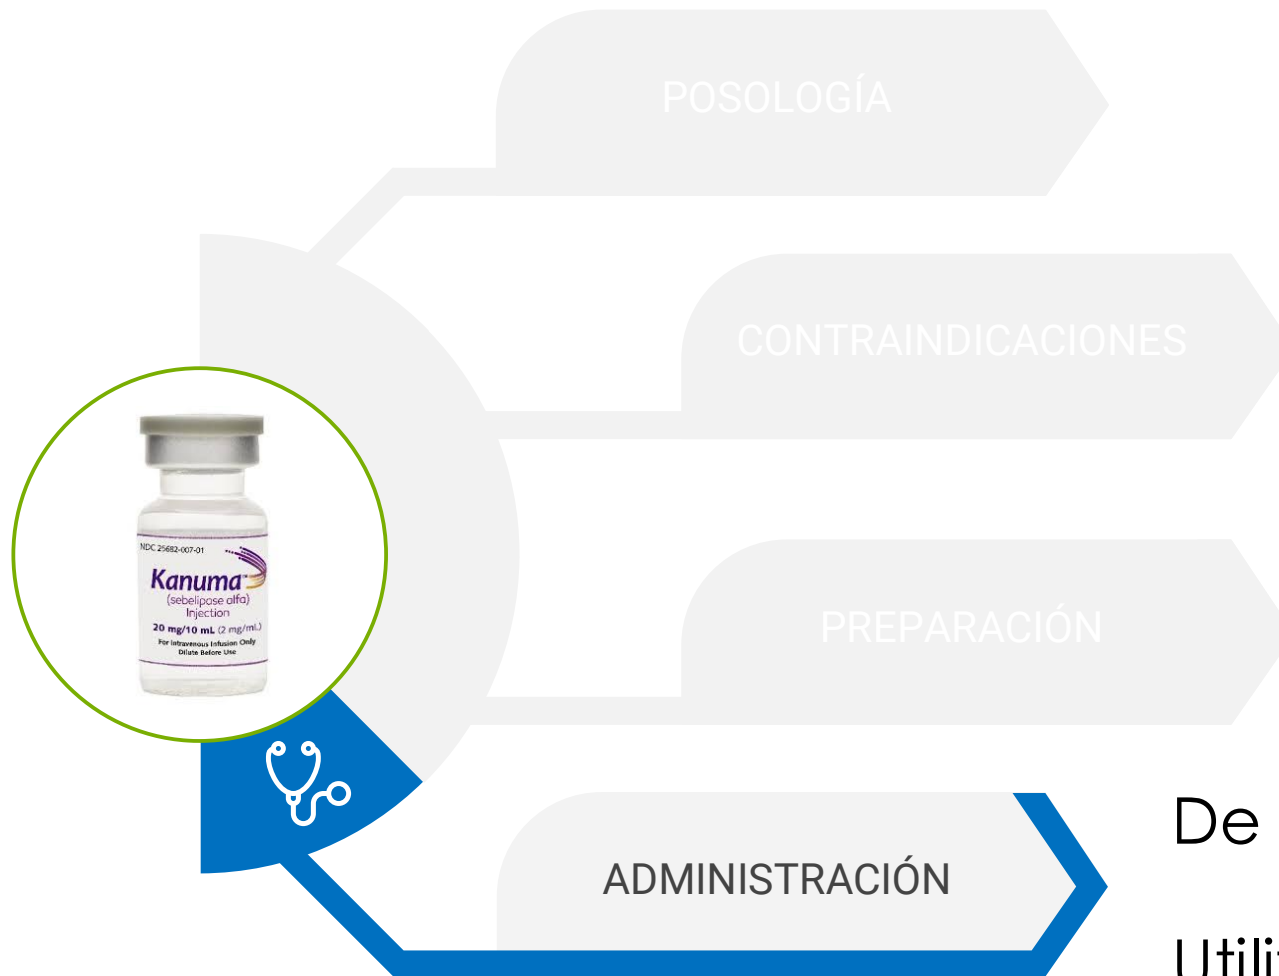 POSOLOGÍA
CONTRAINDICACIONES
NDC 25682-007-01
Kanuma™
(sebelipase alfa)
Injection
20 mg/10 mL (2 mg/mL)
For Intravenous Infusion Only
Dilute Before Use
PREPARACIÓN
De
ADMINISTRACIÓN